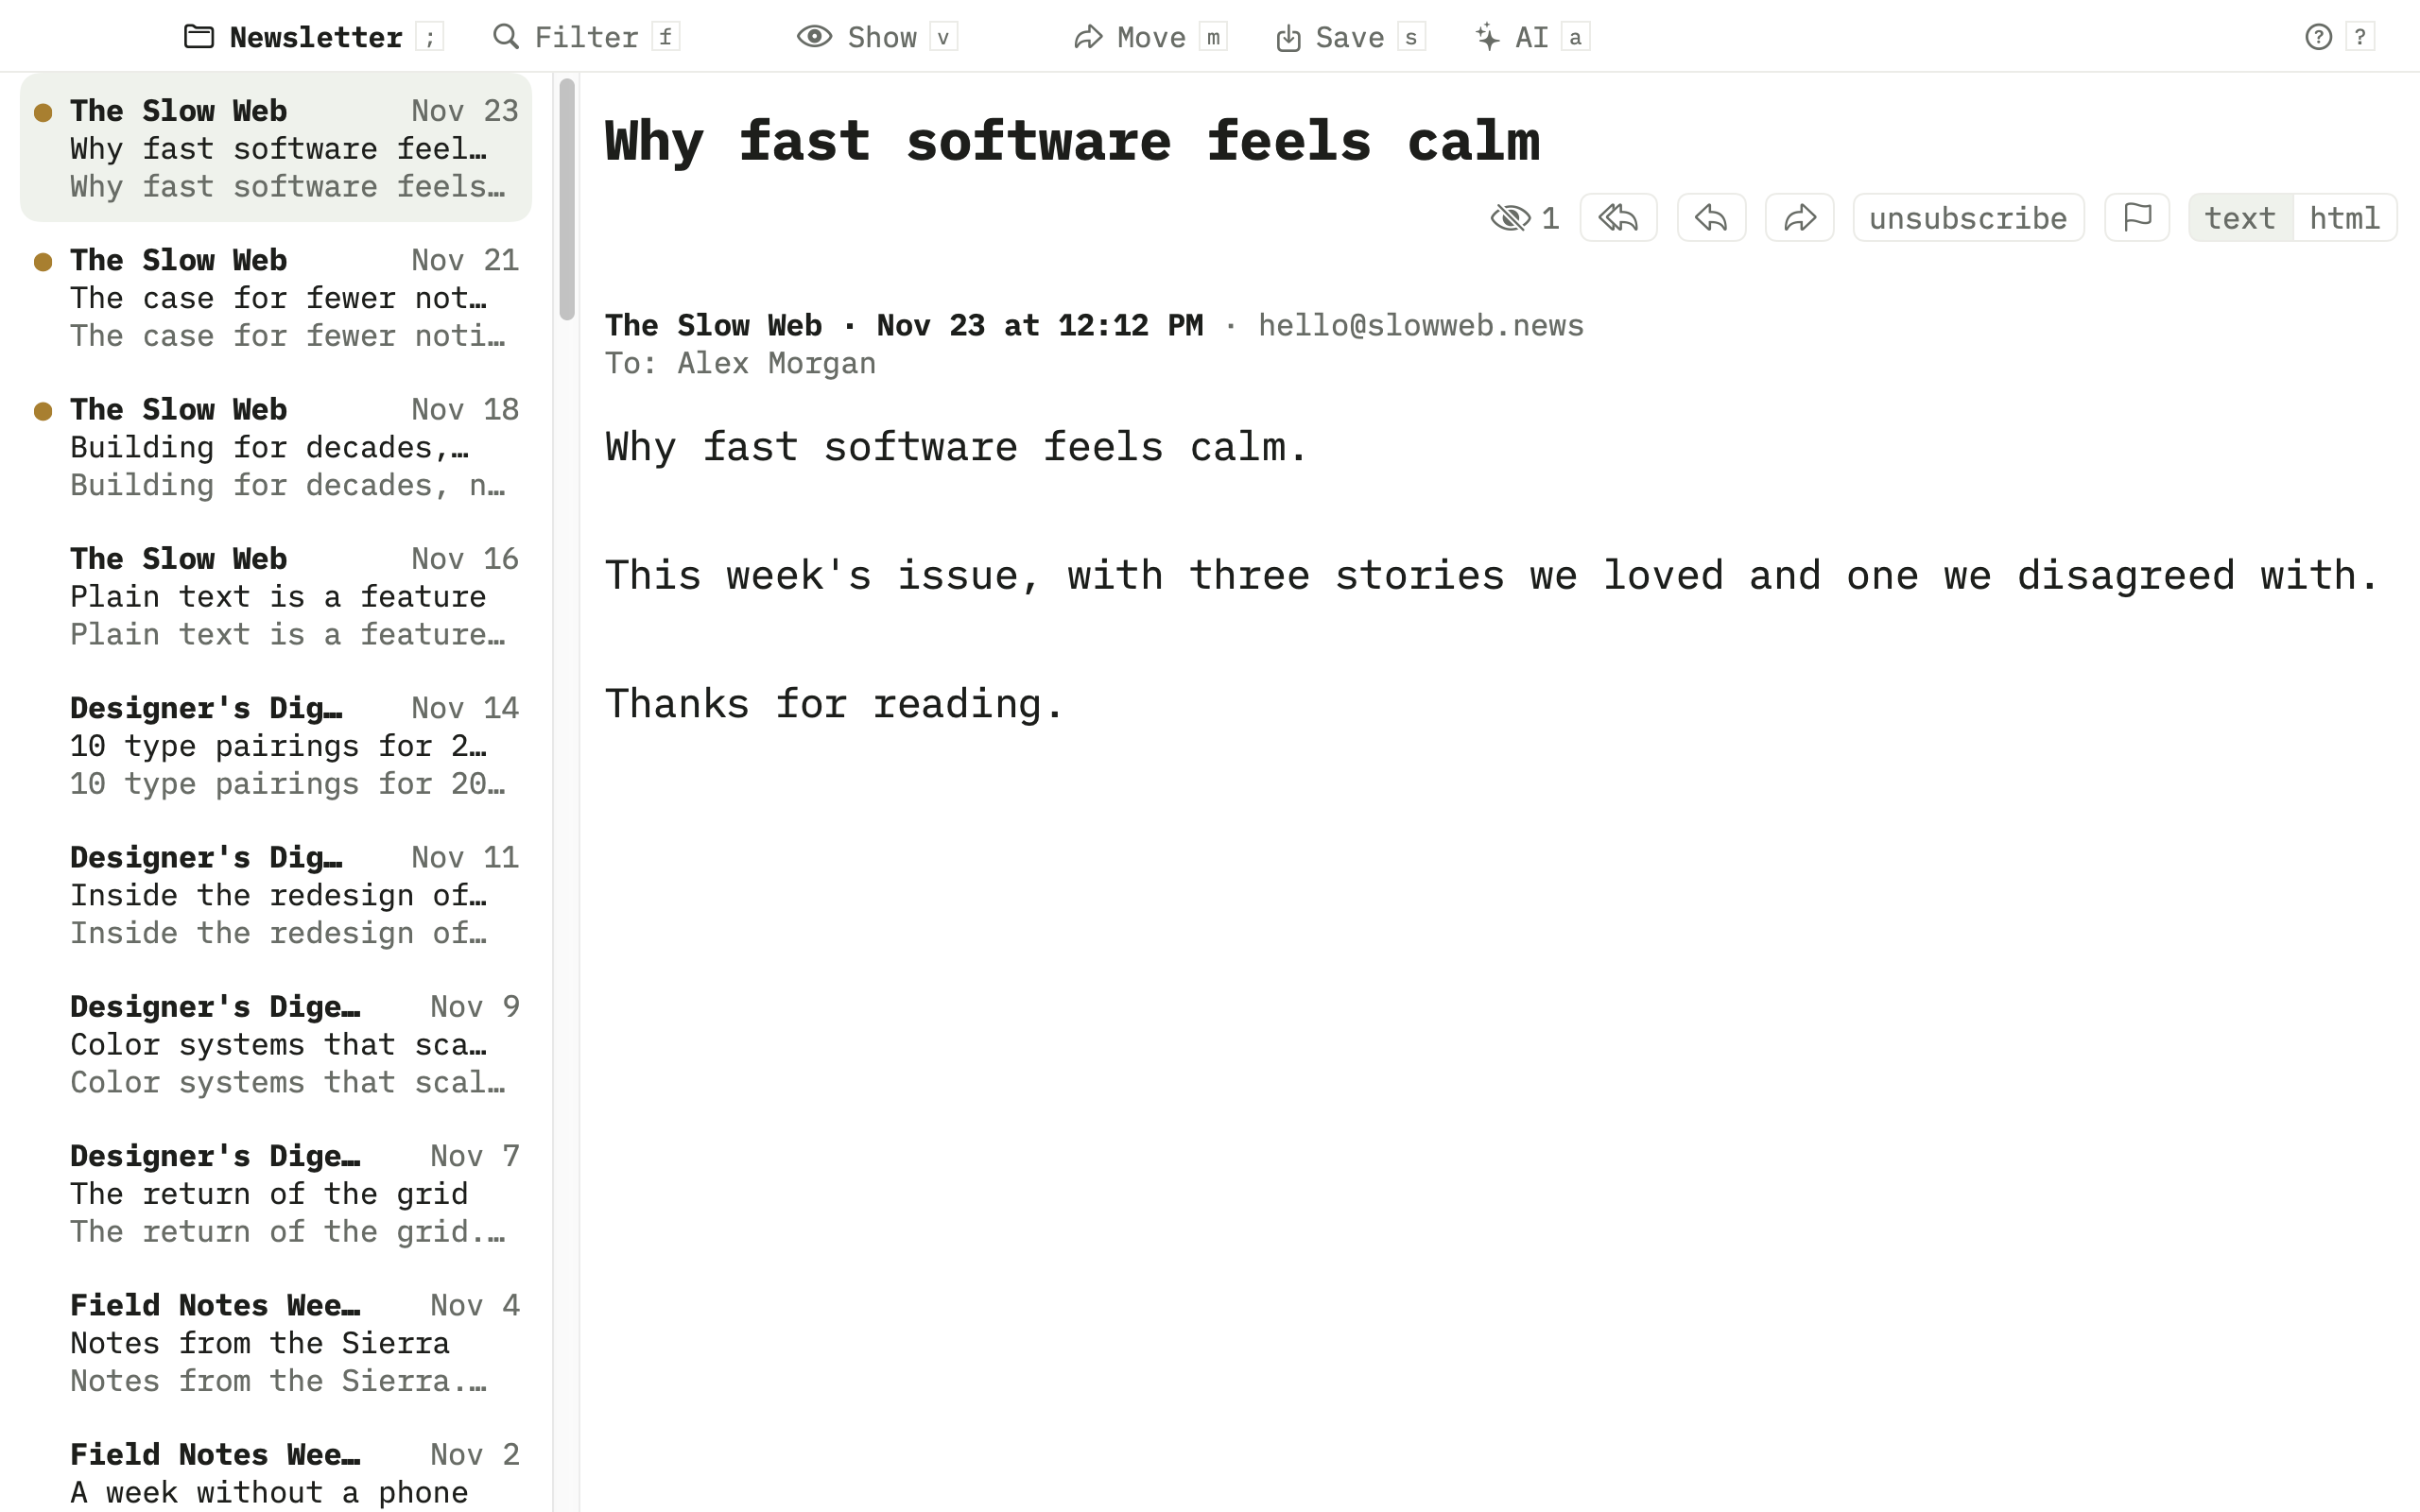 Newsletter ; Filter f Show v Move m Save s AI a ?
The Slow Web Nov 23
Why fast software feel…
Why fast software feels…
The Slow Web Nov 21
The case for fewer not…
The case for fewer noti…
The Slow Web Nov 18
Building for decades,…
Building for decades, n…
The Slow Web Nov 16
Plain text is a feature
Plain text is a feature…
Designer's Dig… Nov 14
10 type pairings for 2…
10 type pairings for 20…
Designer's Dig… Nov 11
Inside the redesign of…
Inside the redesign of…
Designer's Dige… Nov 9
Color systems that sca…
Color systems that scal…
Designer's Dige… Nov 7
The return of the grid
The return of the grid.…
Field Notes Wee… Nov 4
Notes from the Sierra
Notes from the Sierra.…
Field Notes Wee… Nov 2
A week without a phone
Why fast software feels calm
1 unsubscribe text html
The Slow Web · Nov 23 at 12:12 PM · hello@slowweb.news
To: Alex Morgan
Why fast software feels calm.
This week's issue, with three stories we loved and one we disagreed with.
Thanks for reading.